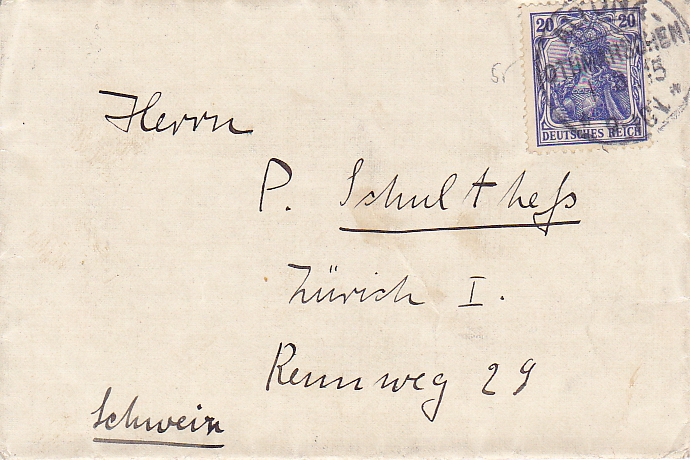 20 20
DEUTSCHES REICH
Herrn
P. Schultheß
Zürich I.
Rennweg 29
Schweiz